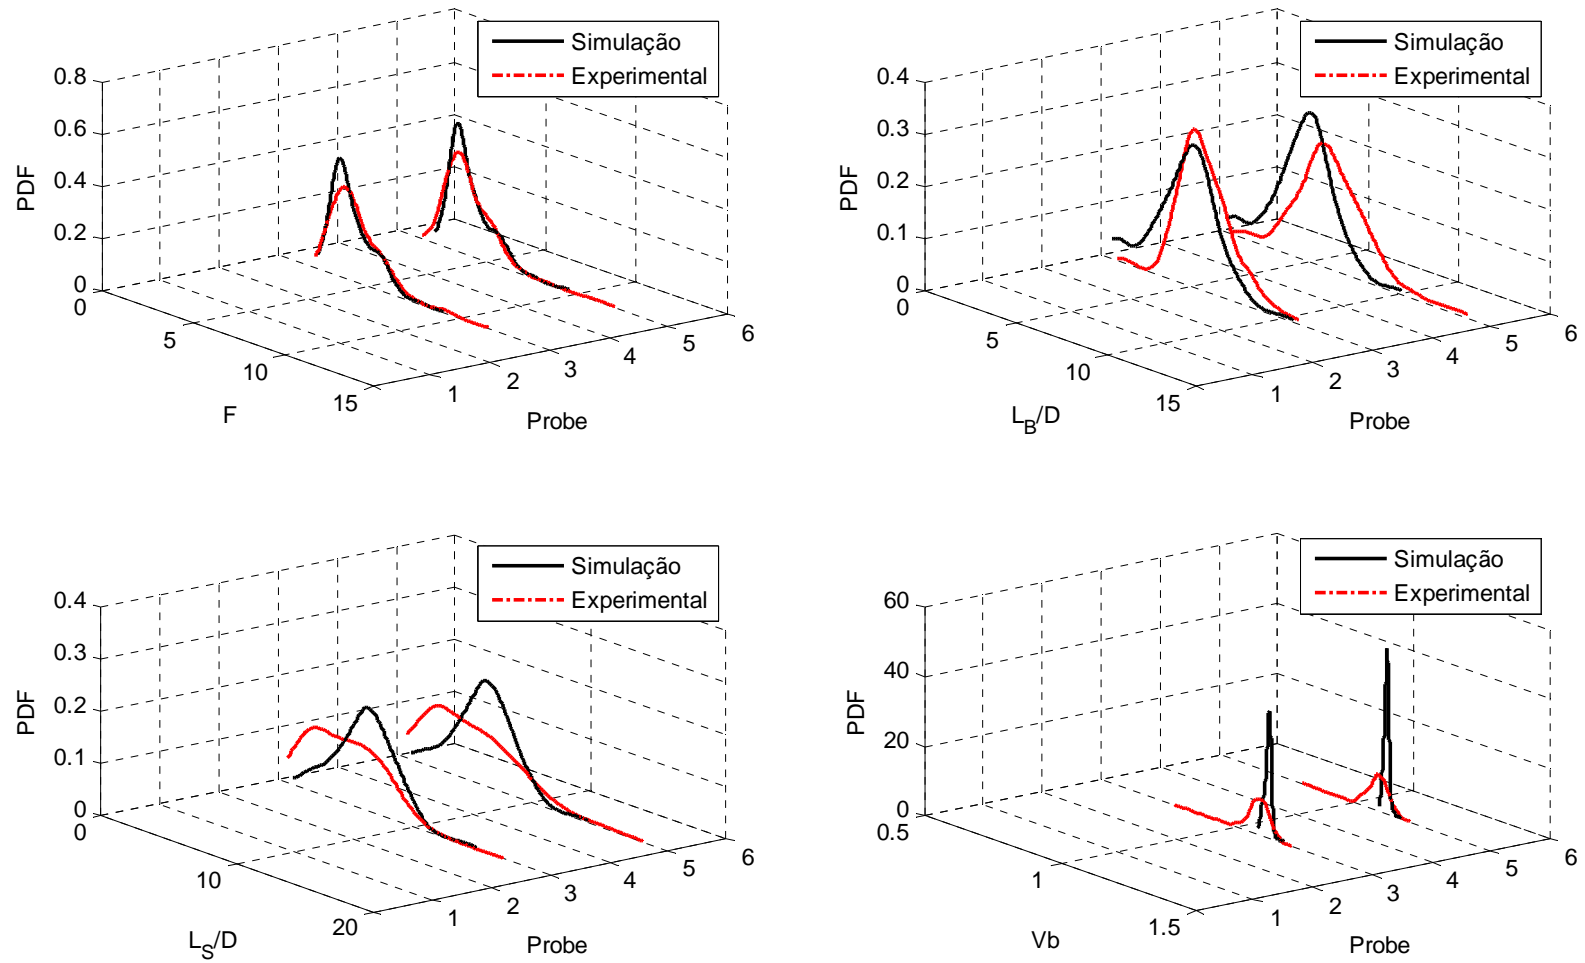 Simulação
Experimental
0.8
0.6
0.4
0.2
0
PDF
0
5
10
15
F
1
2
3
4
5
6
Probe
Simulação
Experimental
0.4
0.3
0.2
0.1
0
PDF
0
5
10
15
L_B/D
1
2
3
4
5
6
Probe
Simulação
Experimental
0.4
0.3
0.2
0.1
0
PDF
0
10
20
L_S/D
1
2
3
4
5
6
Probe
Simulação
Experimental
60
40
20
0
PDF
0.5
1
1.5
Vb
1
2
3
4
5
6
Probe